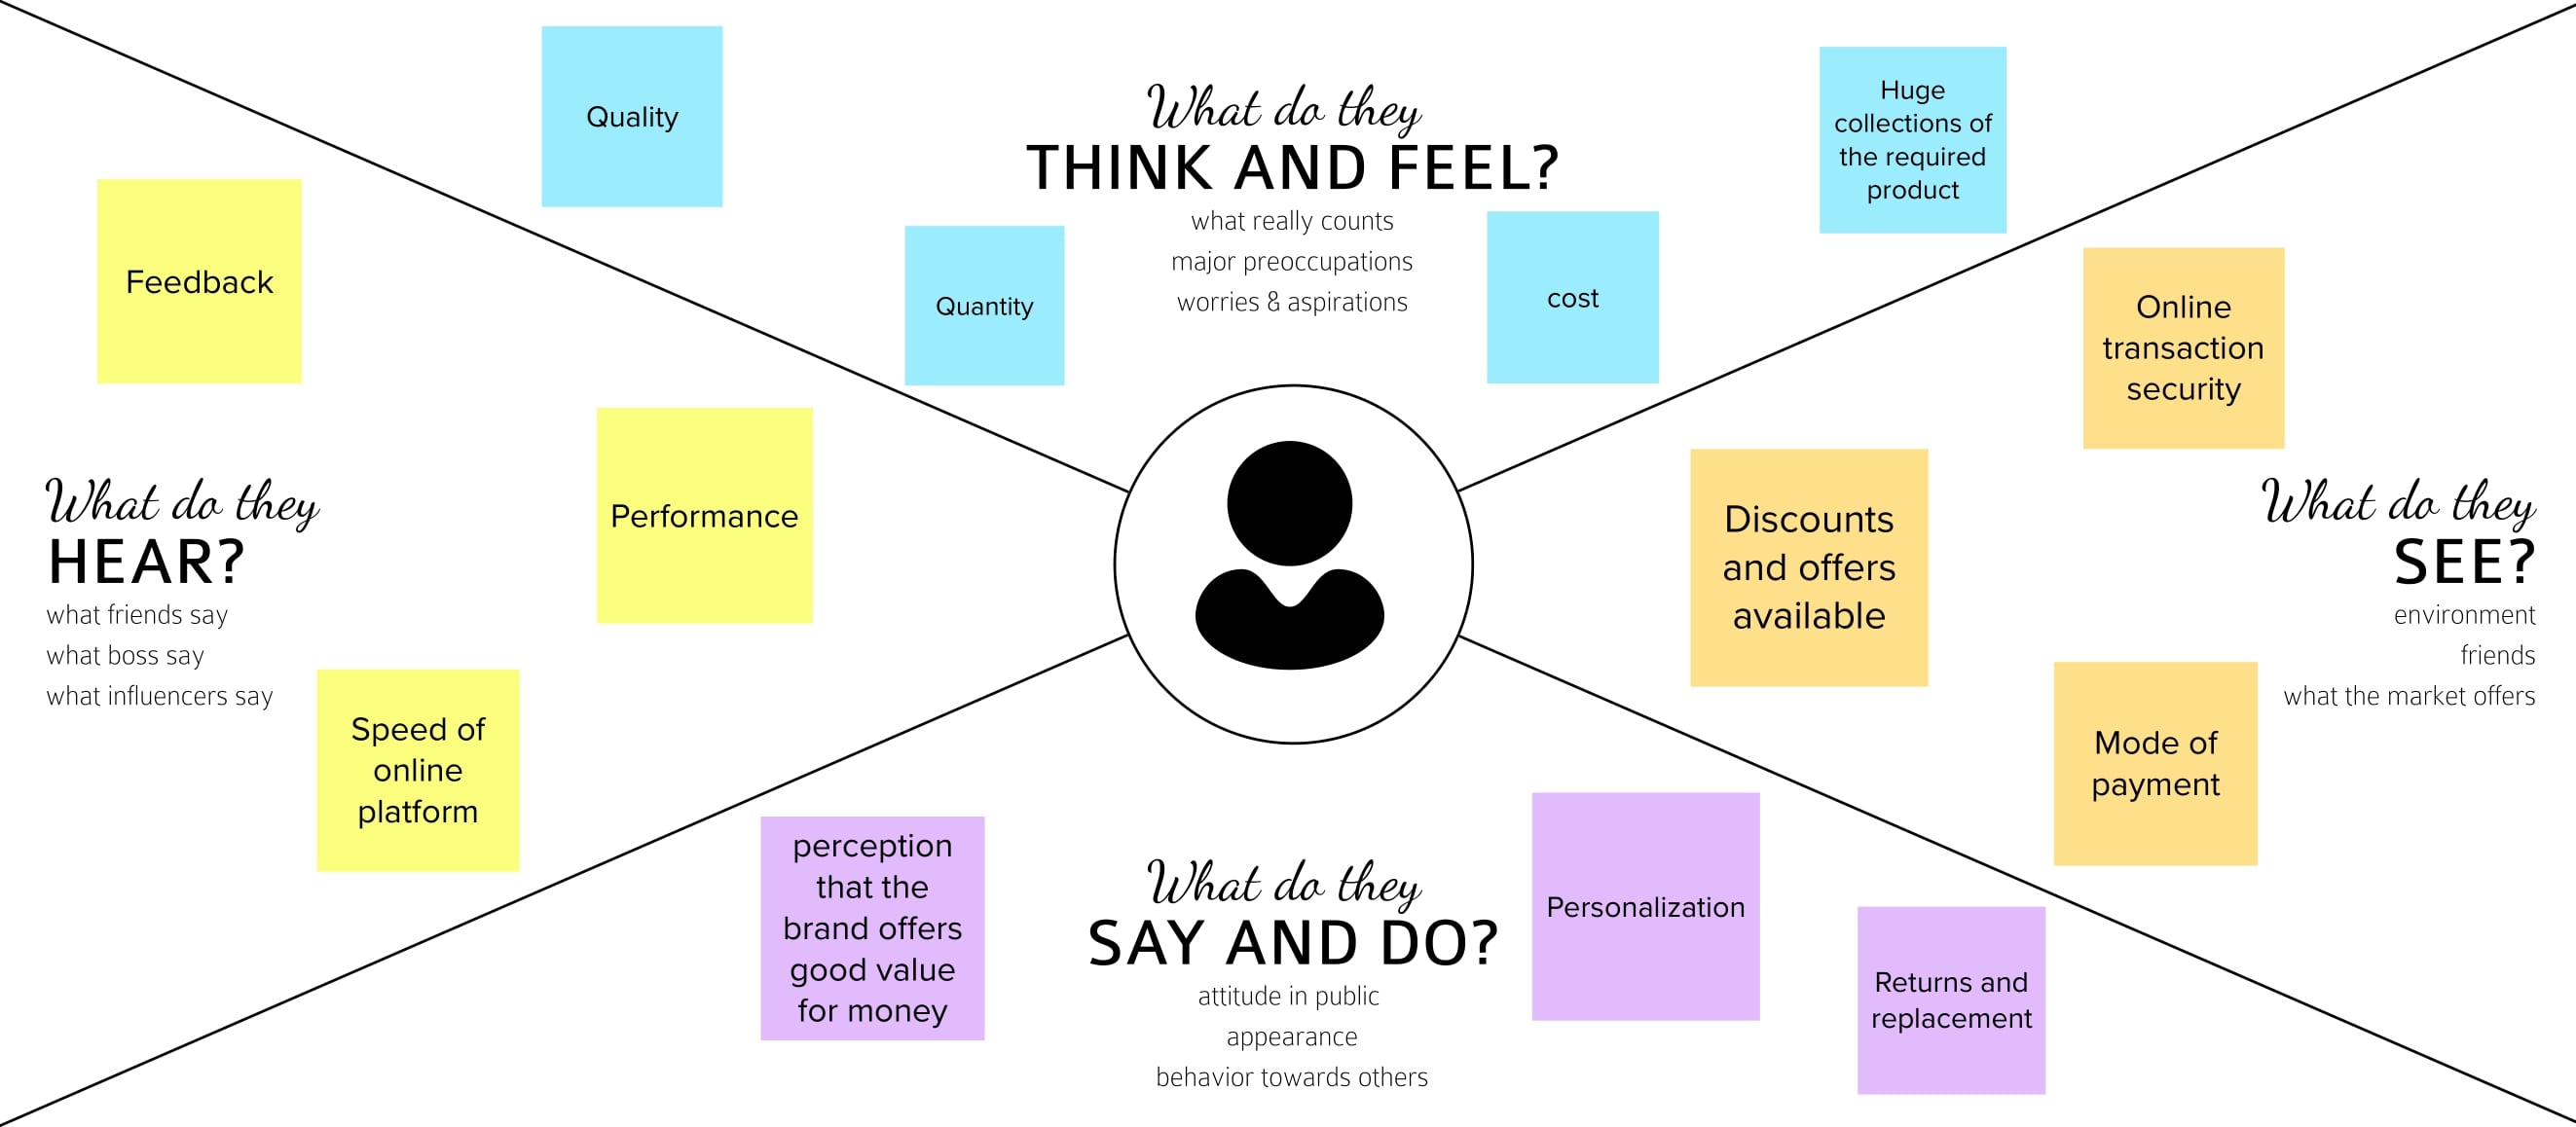 Quality
What do they
THINK AND FEEL?
what really counts
major preoccupations
worries & aspirations
Quantity
cost
Huge
collections of
the required
product
Feedback
Performance
What do they
HEAR?
what friends say
what boss say
what influencers say
Speed of
online
platform
Online
transaction
security
Discounts
and offers
available
What do they
SEE?
environment
friends
what the market offers
Mode of
payment
perception
that the
brand offers
good value
for money
What do they
SAY AND DO?
attitude in public
appearance
behavior towards others
Personalization
Returns and
replacement